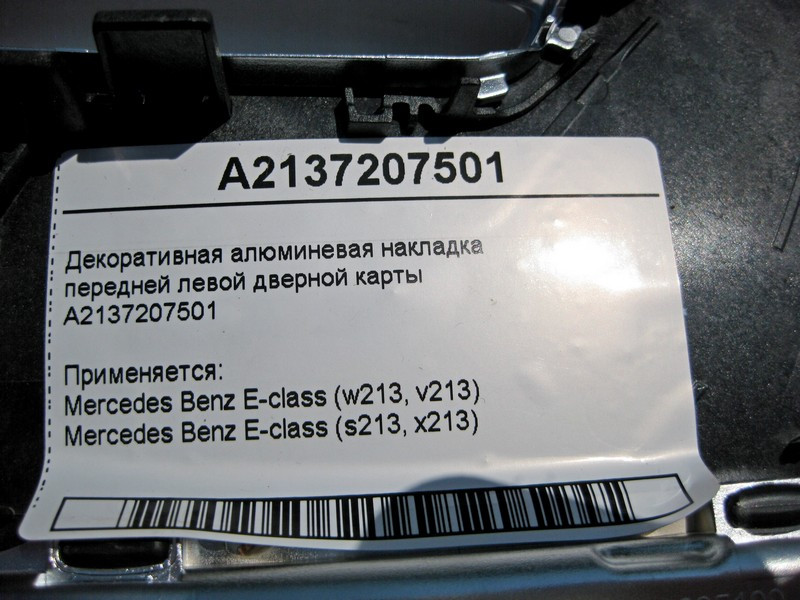 A2137207501
Декоративная алюминевая накладка
передней левой дверной карты
A2137207501
Применяется:
Mercedes Benz E-class (w213, v213)
Mercedes Benz E-class (s213, x213)